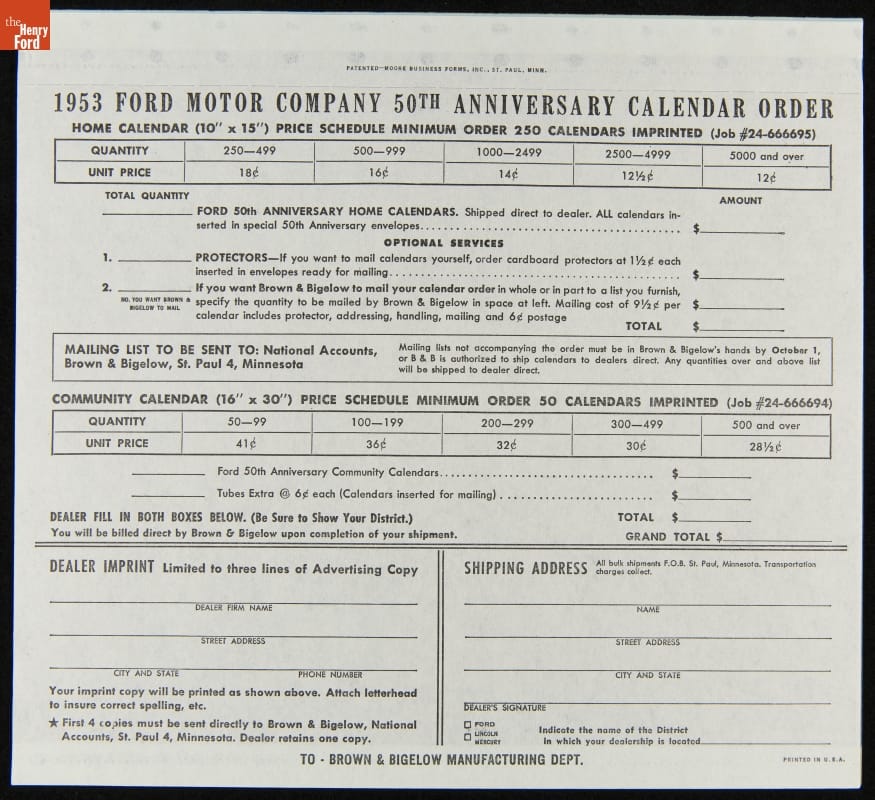 the
Henry
Ford
PATENTED—MOORE BUSINESS FORMS, INC., ST. PAUL, MINN.
1953 FORD MOTOR COMPANY 50TH ANNIVERSARY CALENDAR ORDER
HOME CALENDAR (10" x 15") PRICE SCHEDULE MINIMUM ORDER 250 CALENDARS IMPRINTED (Job #24-666695)
QUANTITY 250—499 500—999 1000—2499 2500—4999 5000 and over
UNIT PRICE 18¢ 16¢ 14¢ 12½¢ 12¢
TOTAL QUANTITY AMOUNT
FORD 50th ANNIVERSARY HOME CALENDARS. Shipped direct to dealer. ALL calendars in-
serted in special 50th Anniversary envelopes. $
OPTIONAL SERVICES
1. PROTECTORS—If you want to mail calendars yourself, order cardboard protectors at 1½¢ each
inserted in envelopes ready for mailing. $
2. If you want Brown & Bigelow to mail your calendar order in whole or in part to a list you furnish,
NO. YOU WANT BROWN & specify the quantity to be mailed by Brown & Bigelow in space at left. Mailing cost of 9½¢ per $
BIGELOW TO MAIL calendar includes protector, addressing, handling, mailing and 6¢ postage
TOTAL $
MAILING LIST TO BE SENT TO: National Accounts,
Brown & Bigelow, St. Paul 4, Minnesota
Mailing lists not accompanying the order must be in Brown & Bigelow's hands by October 1,
or B & B is authorized to ship calendars to dealers direct. Any quantities over and above list
will be shipped to dealer direct.
COMMUNITY CALENDAR (16" x 30") PRICE SCHEDULE MINIMUM ORDER 50 CALENDARS IMPRINTED (Job #24-666694)
QUANTITY 50—99 100—199 200—299 300—499 500 and over
UNIT PRICE 41¢ 36¢ 32¢ 30¢ 28½¢
Ford 50th Anniversary Community Calendars. $
Tubes Extra @ 6¢ each (Calendars inserted for mailing) . $
DEALER FILL IN BOTH BOXES BELOW. (Be Sure to Show Your District.) TOTAL $
You will be billed direct by Brown & Bigelow upon completion of your shipment. GRAND TOTAL $
DEALER IMPRINT Limited to three lines of Advertising Copy
DEALER FIRM NAME
STREET ADDRESS
CITY AND STATE PHONE NUMBER
Your imprint copy will be printed as shown above. Attach letterhead
to insure correct spelling, etc.
★ First 4 copies must be sent directly to Brown & Bigelow, National
Accounts, St. Paul 4, Minnesota. Dealer retains one copy.
SHIPPING ADDRESS All bulk shipments F.O.B. St. Paul, Minnesota. Transportation
charges collect.
NAME
STREET ADDRESS
CITY AND STATE
DEALER'S SIGNATURE
FORD
LINCOLN
MERCURY
Indicate the name of the District
in which your dealership is located
TO - BROWN & BIGELOW MANUFACTURING DEPT.
PRINTED IN U.S.A.